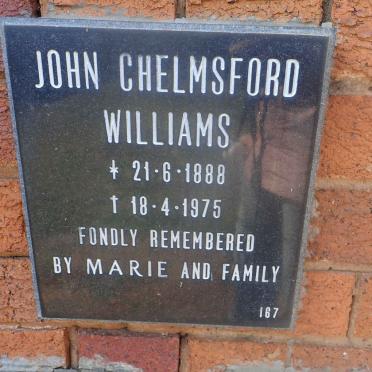 JOHN CHELMSFORD
WILLIAMS
* 21·6·1888
† 18·4·1975
FONDLY REMEMBERED
BY MARIE AND FAMILY
167